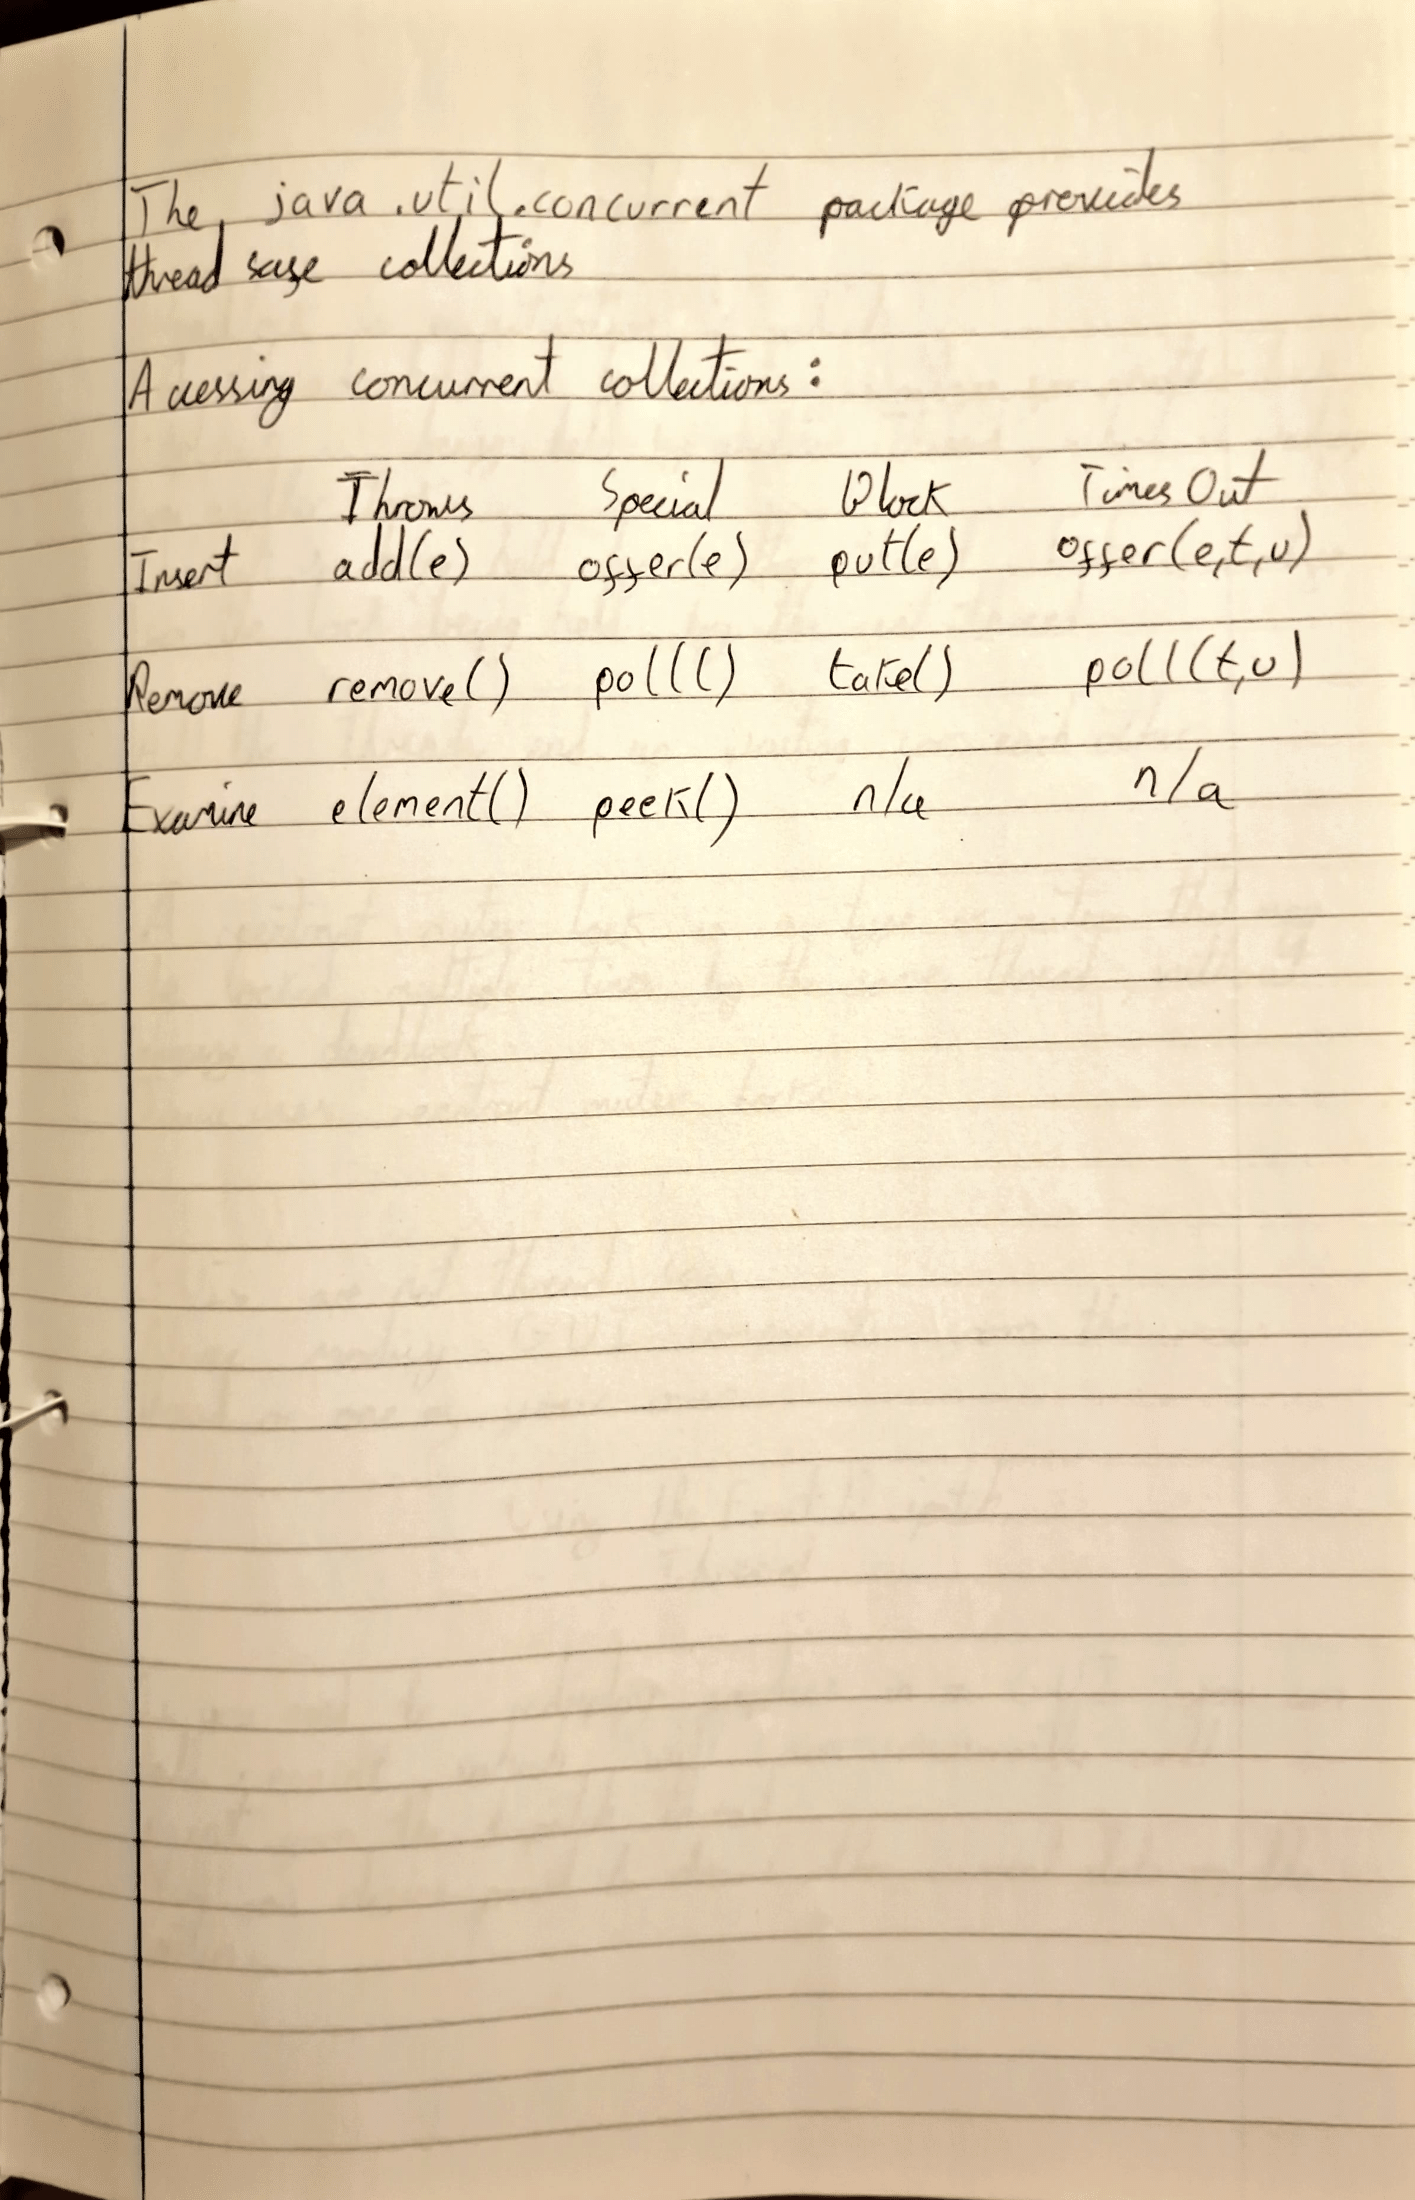 The java.util.concurrent package provides
thread safe collections
Acessing concurrent collections:
Throws Special Block Times Out
Insert add(e) offer(e) put(e) offer(e,t,u)
Remove remove() poll() take() poll(t,u)
Examine element() peek() n/a n/a